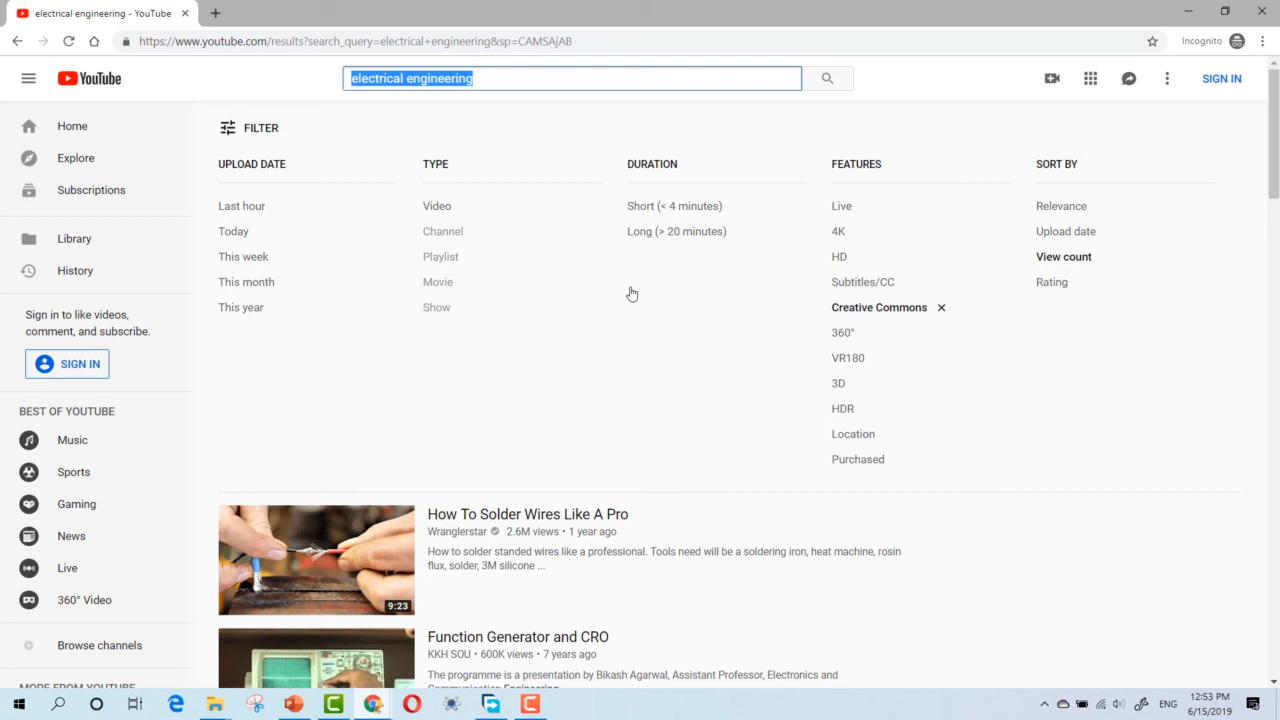 electrical engineering - YouTube
https://www.youtube.com/results?search_query=electrical+engineering&sp=CAMSAjAB
Incognito
YouTube
electrical engineering
SIGN IN
Home
Explore
Subscriptions
Library
History
Sign in to like videos,
comment, and subscribe.
SIGN IN
BEST OF YOUTUBE
Music
Sports
Gaming
News
Live
360° Video
Browse channels
MORE FROM YOUTUBE
FILTER
UPLOAD DATE
Last hour
Today
This week
This month
This year
TYPE
Video
Channel
Playlist
Movie
Show
DURATION
Short (< 4 minutes)
Long (> 20 minutes)
FEATURES
Live
4K
HD
Subtitles/CC
Creative Commons
360°
VR180
3D
HDR
Location
Purchased
SORT BY
Relevance
Upload date
View count
Rating
9:23
How To Solder Wires Like A Pro
Wranglerstar 2.6M views • 1 year ago
How to solder standed wires like a professional. Tools need will be a soldering iron, heat machine, rosin
flux, solder, 3M silicone ...
Function Generator and CRO
KKH SOU • 600K views • 7 years ago
The programme is a presentation by Bikash Agarwal, Assistant Professor, Electronics and
Communication Engineering
ENG
12:53 PM
6/15/2019